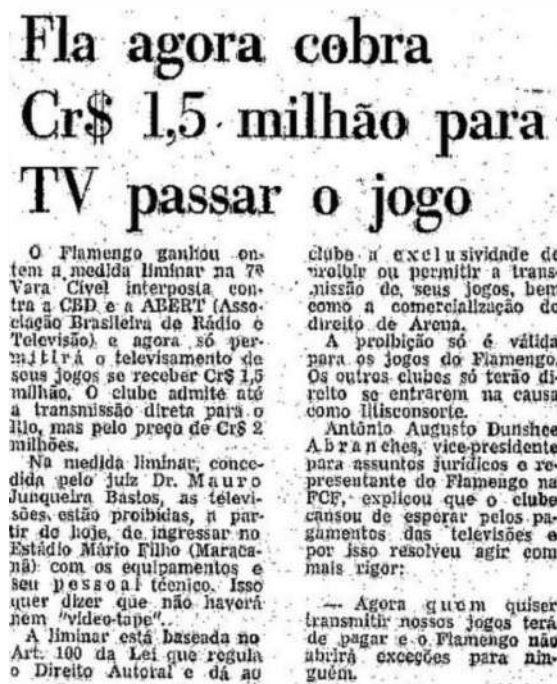 Fla agora cobra
Cr$ 1,5 milhão para
TV passar o jogo
O Flamengo ganhou on-
tem a medida liminar na 7ª
Vara Cível interposta con-
tra a CBD e a ABERT (Asso-
ciação Brasileira de Rádio e
Televisão) e agora só per-
mitirá o televisamento de
seus jogos se receber Cr$ 1,5
milhão. O clube admite até
a transmissão direta para o
Rio, mas pelo preço de Cr$ 2
milhões.
Na medida liminar, conce-
dida pelo juiz Dr. Mauro
Junqueira Bastos, as televi-
sões estão proibidas, a par-
tir de hoje, de ingressar no
Estádio Mário Filho (Maraca-
nã) com os equipamentos e
seu pessoal técnico. Isso
quer dizer que não haverá
nem "video-tape".
A liminar está baseada no
Art. 100 da Lei que regula
o Direito Autoral e dá ao
clube a exclusividade de
proibir ou permitir a trans-
missão de seus jogos, bem
como a comercialização do
direito de Arena.
A proibição só é válida
para os jogos do Flamengo.
Os outros clubes só terão di-
reito se entrarem na causa
como litisconsorte.
Antônio Augusto Dunshee
Abranches, vice-presidente
para assuntos jurídicos e re-
presentante do Flamengo na
FCF, explicou que o clube
cansou de esperar pelos pa-
gamentos das televisões e
por isso resolveu agir com
mais rigor:
— Agora quem quiser
transmitir nossos jogos terá
de pagar e o Flamengo não
abrirá exceções para nin-
guém.